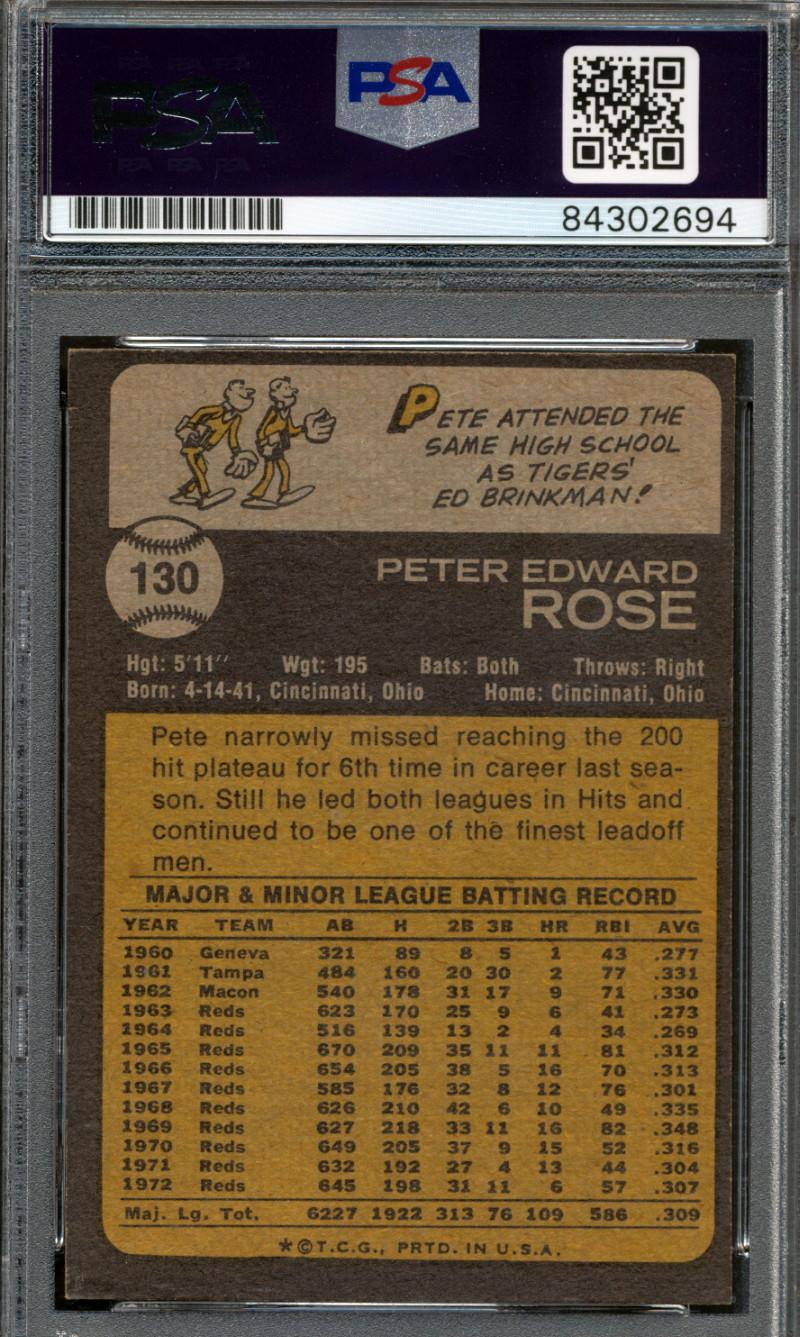 PSA
PSA
84302694
PETE ATTENDED THE
SAME HIGH SCHOOL
AS TIGERS'
ED BRINKMAN!
130
PETER EDWARD
ROSE
Hgt: 5'11" Wgt: 195 Bats: Both Throws: Right
Born: 4-14-41, Cincinnati, Ohio Home: Cincinnati, Ohio
Pete narrowly missed reaching the 200
hit plateau for 6th time in career last sea-
son. Still he led both leagues in Hits and
continued to be one of the finest leadoff
men.
MAJOR & MINOR LEAGUE BATTING RECORD
YEAR TEAM AB H 2B 3B HR RBI AVG
1960 Geneva 321 89 8 5 1 43 .277
1961 Tampa 484 160 20 30 2 77 .331
1962 Macon 540 178 31 17 9 71 .330
1963 Reds 623 170 25 9 6 41 .273
1964 Reds 516 139 13 2 4 34 .269
1965 Reds 670 209 35 11 11 81 .312
1966 Reds 654 205 38 5 16 70 .313
1967 Reds 585 176 32 8 12 76 .301
1968 Reds 626 210 42 6 10 49 .335
1969 Reds 627 218 33 11 16 82 .348
1970 Reds 649 205 37 9 15 52 .316
1971 Reds 632 192 27 4 13 44 .304
1972 Reds 645 198 31 11 6 57 .307
Maj. Lg. Tot. 6227 1922 313 76 109 586 .309
*©T.C.G., PRTD. IN U.S.A.